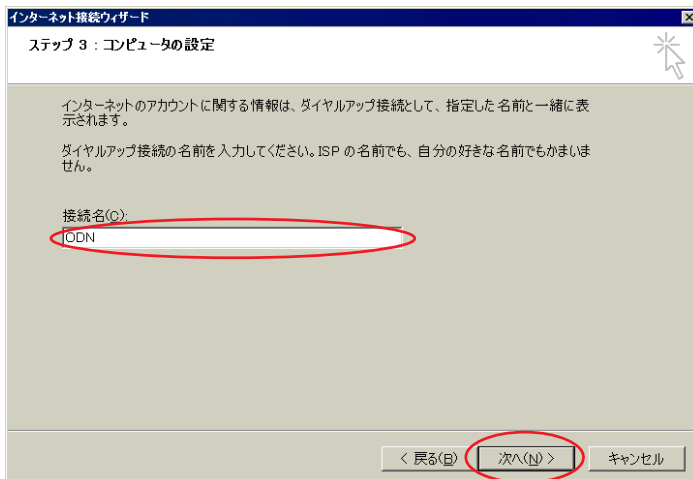 インターネット接続ウィザード
ステップ 3 : コンピュータの設定
インターネットのアカウントに関する情報は、ダイヤルアップ接続として、指定した名前と一緒に表
示されます。
ダイヤルアップ接続の名前を入力してください。ISP の名前でも、自分の好きな名前でもかまいま
せん。
接続名(C):
ODN
< 戻る(B) 次へ(N) > キャンセル